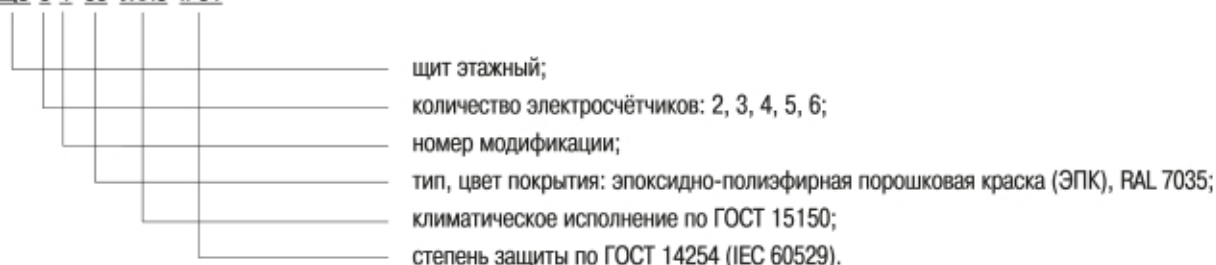 щит этажный;
количество электросчётчиков: 2, 3, 4, 5, 6;
номер модификации;
тип, цвет покрытия: эпоксидно-полиэфирная порошковая краска (ЭПК), RAL 7035;
климатическое исполнение по ГОСТ 15150;
степень защиты по ГОСТ 14254 (IEC 60529).